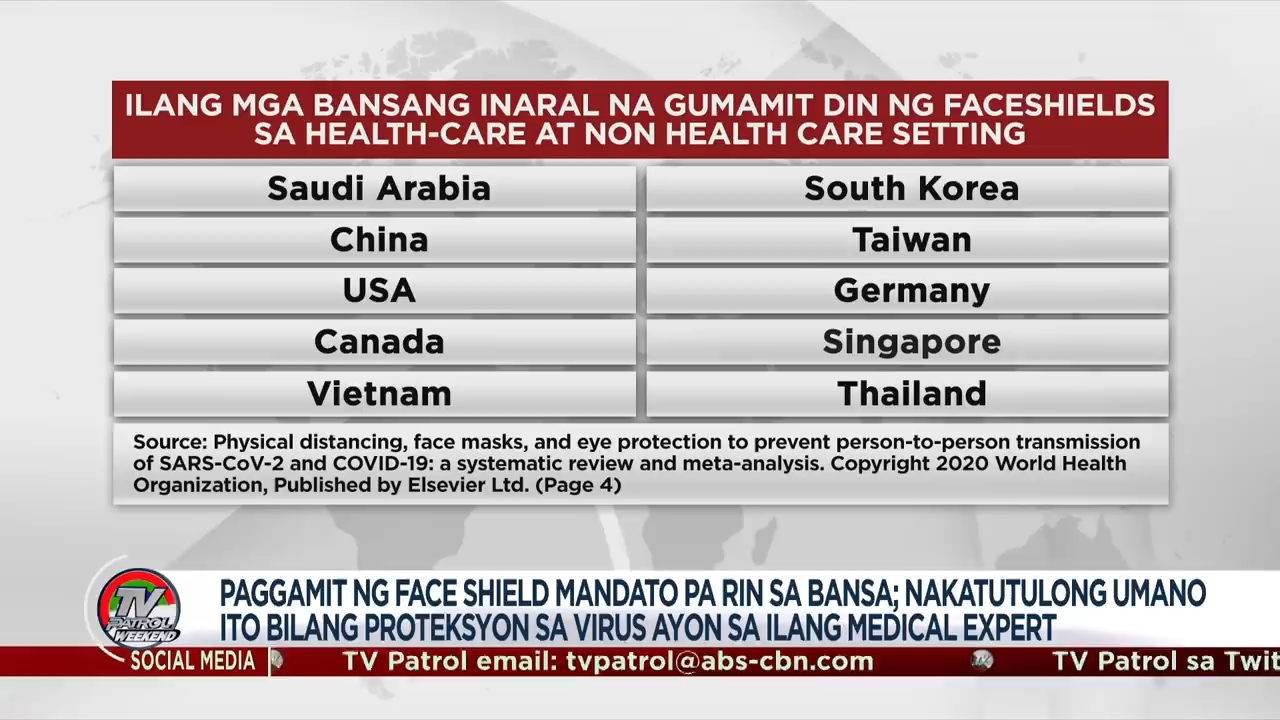 ILANG MGA BANSANG INARAL NA GUMAMIT DIN NG FACESHIELDS
SA HEALTH-CARE AT NON HEALTH CARE SETTING
Saudi Arabia
South Korea
China
Taiwan
USA
Germany
Canada
Singapore
Vietnam
Thailand
Source: Physical distancing, face masks, and eye protection to prevent person-to-person transmission
of SARS-CoV-2 and COVID-19: a systematic review and meta-analysis. Copyright 2020 World Health
Organization, Published by Elsevier Ltd. (Page 4)
TV
PATROL
WEEKEND
PAGGAMIT NG FACE SHIELD MANDATO PA RIN SA BANSA; NAKATUTULONG UMANO
ITO BILANG PROTEKSYON SA VIRUS AYON SA ILANG MEDICAL EXPERT
SOCIAL MEDIA
TV Patrol email: tvpatrol@abs-cbn.com
TV Patrol sa Twit